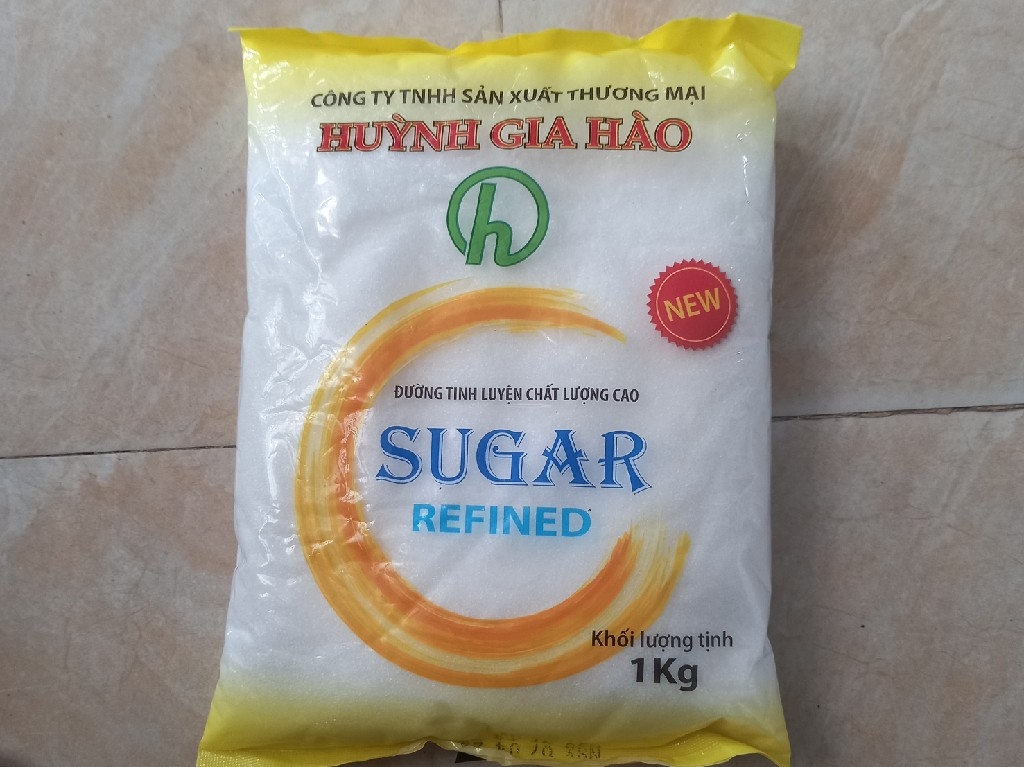 CÔNG TY TNHH SẢN XUẤT THƯƠNG MẠI
HUỲNH GIA HÀO
h
NEW
ĐƯỜNG TINH LUYỆN CHẤT LƯỢNG CAO
SUGAR
REFINED
Khối lượng tịnh
1Kg